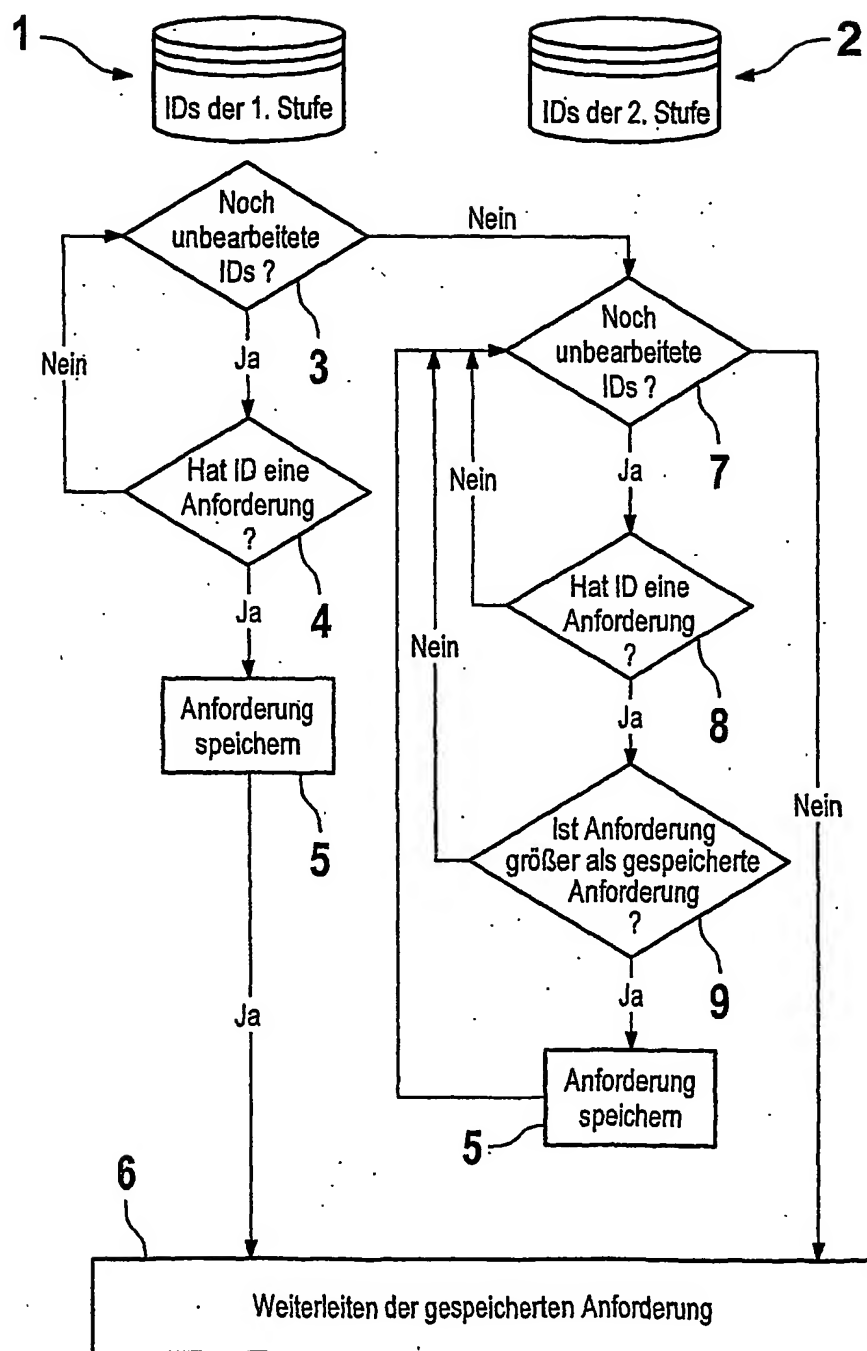 1
2
IDs der 1. Stufe
IDs der 2. Stufe
Noch
unbearbeitete
IDs ?
3
Nein
Nein
Ja
Hat ID eine
Anforderung
?
4
Ja
Anforderung
speichern
5
Ja
Noch
unbearbeitete
IDs ?
7
Nein
Ja
Nein
Hat ID eine
Anforderung
?
8
Nein
Ja
Ist Anforderung
größer als gespeicherte
Anforderung
?
9
Ja
Anforderung
speichern
5
6
Weiterleiten der gespeicherten Anforderung